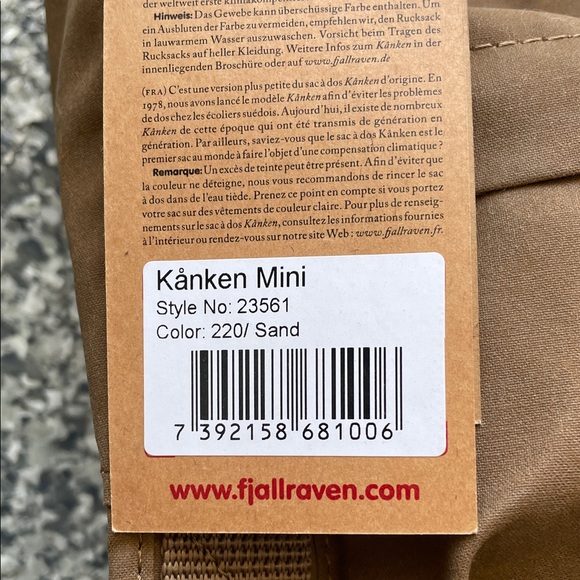 der weltweit erste klimakompen
Hinweis: Das Gewebe kann überschüssige Farbe enthalten. Um
ein Ausbluten der Farbe zu vermeiden, empfehlen wir, den Rucksack
in lauwarmem Wasser auszuwaschen. Vorsicht beim Tragen des
Rucksacks auf heller Kleidung. Weitere Infos zum Kånken in der
innenliegenden Broschüre oder auf www.fjallraven.de
(FRA) C'est une version plus petite du sac à dos Kånken d'origine. En
1978, nous avons lancé le modèle Kånken afin d'éviter les problèmes
de dos chez les écoliers suédois. Aujourd'hui, il existe de nombreux
Kånken de cette époque qui ont été transmis de génération en
génération. Par ailleurs, saviez-vous que le sac à dos Kånken est le
premier sac au monde à faire l'objet d'une compensation climatique ?
Remarque: Un excès de teinte peut être présent. Afin d'éviter que
la couleur ne déteigne, nous vous recommandons de rincer le sac
à dos dans de l'eau tiède. Prenez ce point en compte si vous portez
votre sac sur des vêtements de couleur claire. Pour plus de renseig-
nements sur le sac à dos Kånken, consultez les informations fournies
à l'intérieur ou rendez-vous sur notre site Web : www.fjallraven.fr.
Kånken Mini
Style No: 23561
Color: 220/ Sand
7 392158 681006
www.fjallraven.com